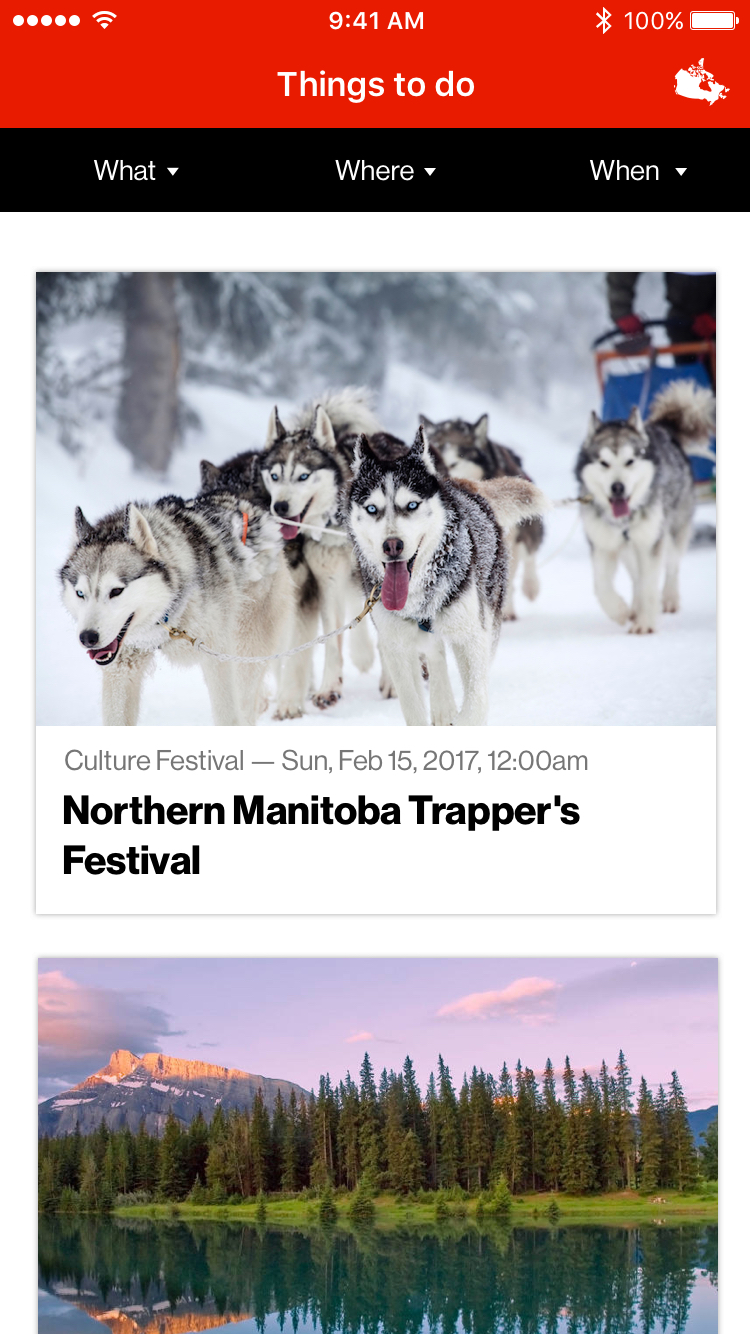 9:41 AM
100%
Things to do
What
Where
When
Culture Festival — Sun, Feb 15, 2017, 12:00am
Northern Manitoba Trapper's
Festival